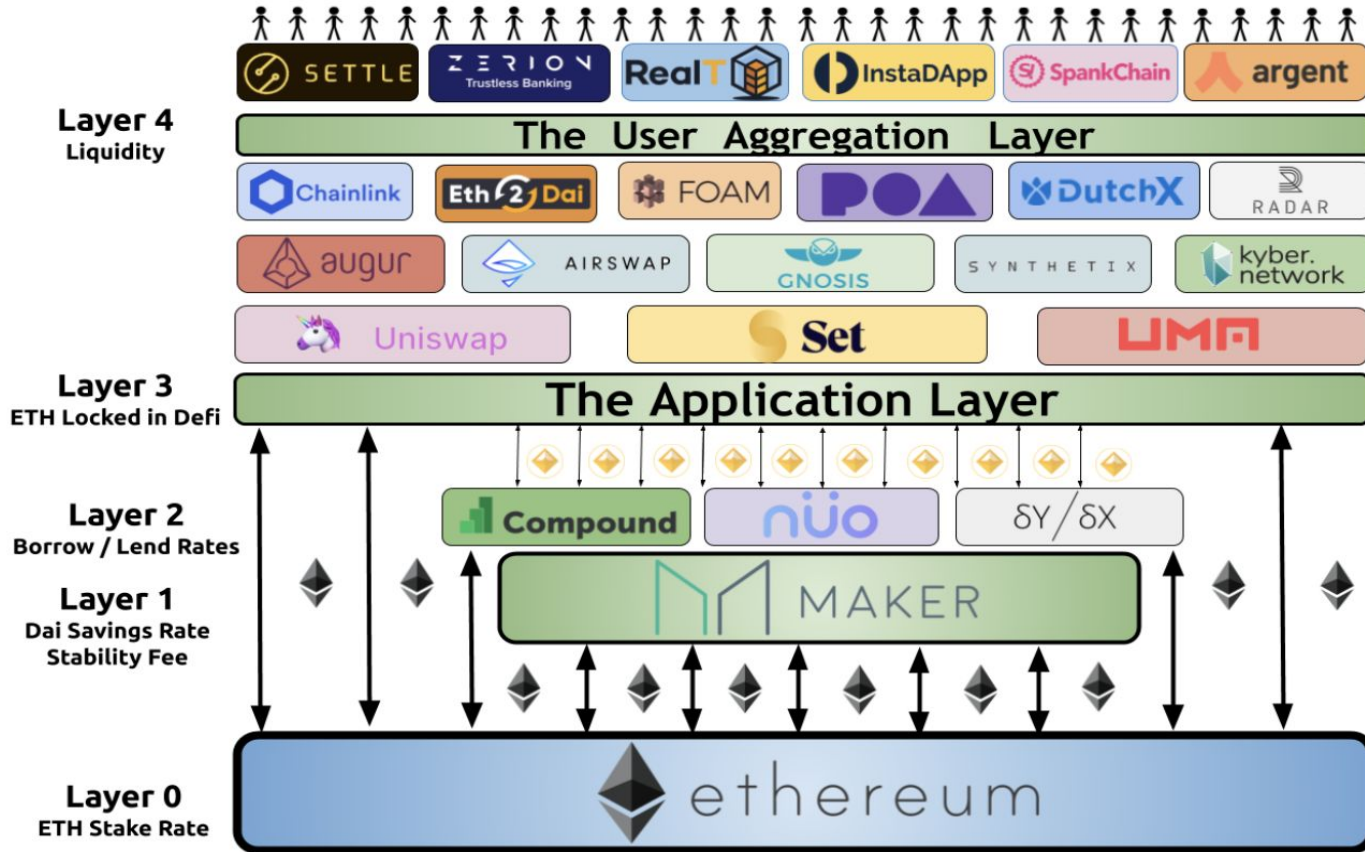 SETTLE
ZERION
Trustless Banking
RealT
InstaDApp
SpankChain
argent
Layer 4
Liquidity
The User Aggregation Layer
Chainlink
Eth2Dai
FOAM
POA
DutchX
RADAR
augur
AIRSWAP
GNOSIS
SYNTHETIX
kyber.
network
Uniswap
Set
UMA
Layer 3
ETH Locked in Defi
The Application Layer
Layer 2
Borrow / Lend Rates
Compound
nüo
δY/δX
Layer 1
Dai Savings Rate
Stability Fee
MAKER
Layer 0
ETH Stake Rate
ethereum